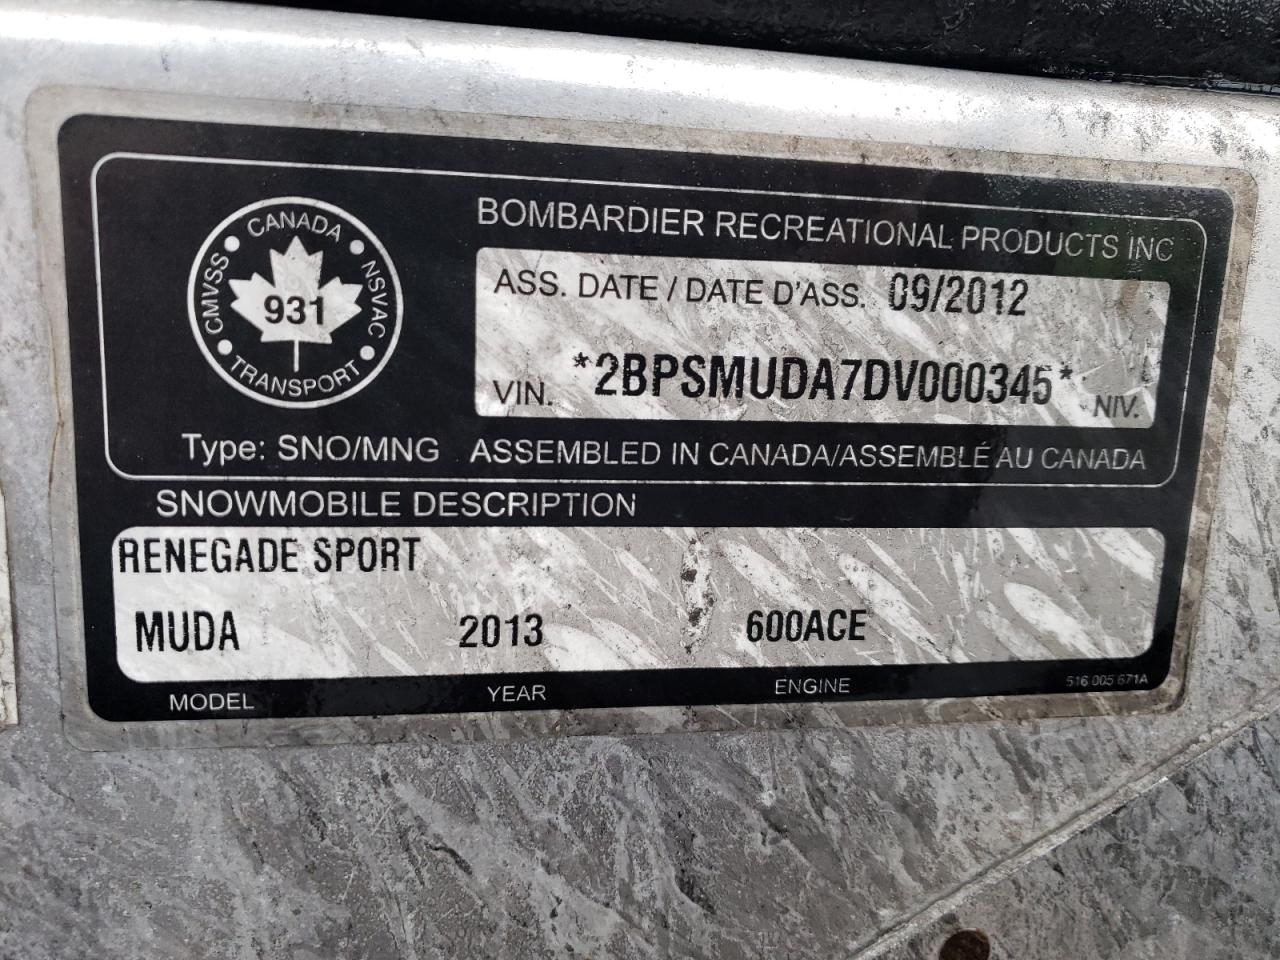 CANADA
CMVSS
NSVAC
931
TRANSPORT
BOMBARDIER RECREATIONAL PRODUCTS INC
ASS. DATE / DATE D'ASS. 09/2012
VIN. *2BPSMUDA7DV000345* NIV.
Type: SNO/MNG ASSEMBLED IN CANADA/ASSEMBLÉ AU CANADA
SNOWMOBILE DESCRIPTION
RENEGADE SPORT
MUDA 2013 600ACE
MODEL YEAR ENGINE 516 005 671A